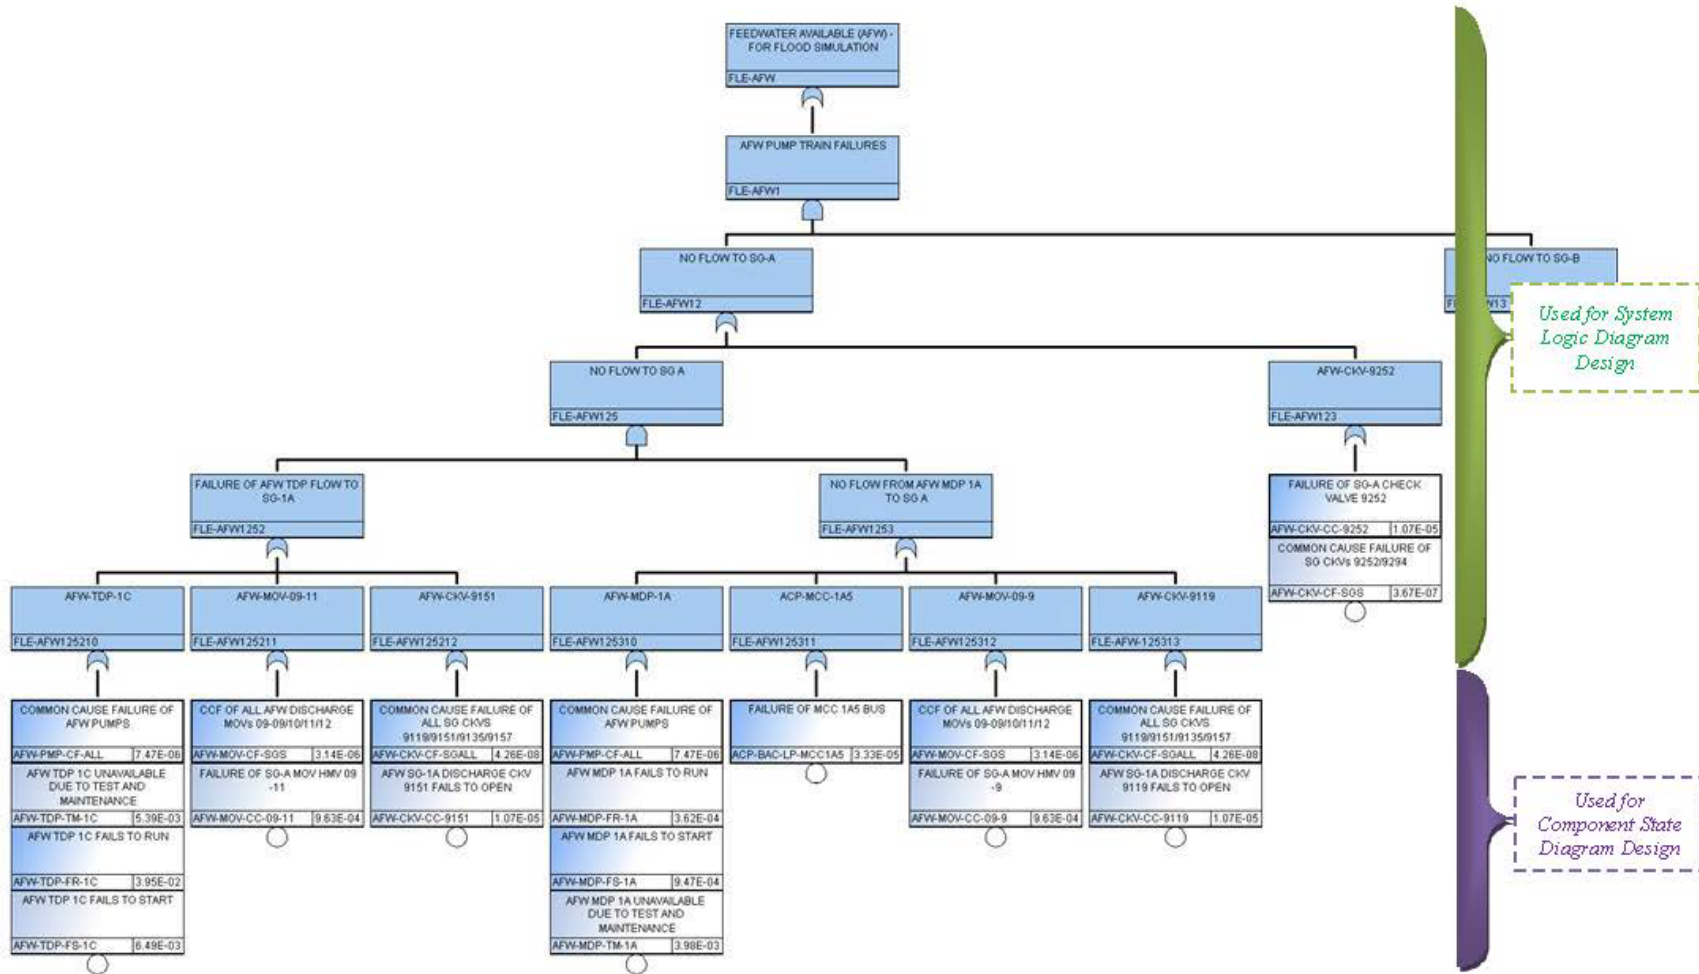 FEEDWATER AVAILABLE (AFW) -
FOR FLOOD SIMULATION
FLE-AFW
AFW PUMP TRAIN FAILURES
FLE-AFW1
NO FLOW TO SG-A
FLE-AFW12
NO FLOW TO SG-B
W13
Used for System
Logic Diagram
Design
NO FLOW TO SG A
FLE-AFW125
AFW-CKV-9252
FLE-AFW123
FAILURE OF AFW TDP FLOW TO
SG-1A
FLE-AFW1252
NO FLOW FROM AFW MDP 1A
TO SG A
FLE-AFW1253
FAILURE OF SG-A CHECK
VALVE 9252
AFW-CKV-CC-9252 1.07E-05
COMMON CAUSE FAILURE OF
SG CKVs 9252/9294
AFW-CKV-CF-SGS 3.67E-07
AFW-TDP-1C
FLE-AFW125210
AFW-MOV-09-11
FLE-AFW125211
AFW-CKV-9151
FLE-AFW125212
AFW-MDP-1A
FLE-AFW125310
ACP-MCC-1A5
FLE-AFW125311
AFW-MOV-09-9
FLE-AFW125312
AFW-CKV-9119
FLE-AFW-125313
COMMON CAUSE FAILURE OF
AFW PUMPS
AFW-PMP-CF-ALL 7.47E-06
AFW TDP 1C UNAVAILABLE
DUE TO TEST AND
MAINTENANCE
AFW-TDP-TM-1C 5.39E-03
AFW TDP 1C FAILS TO RUN
AFW-TDP-FR-1C 3.95E-02
AFW TDP 1C FAILS TO START
AFW-TDP-FS-1C 6.49E-03
CCF OF ALL AFW DISCHARGE
MOVs 09-09/10/11/12
AFW-MOV-CF-SGS 3.14E-06
FAILURE OF SG-A MOV HMV 09
-11
AFW-MOV-CC-09-11 9.63E-04
COMMON CAUSE FAILURE OF
ALL SG CKVS
9119/9151/9135/9157
AFW-CKV-CF-SGALL 4.26E-08
AFW SG-1A DISCHARGE CKV
9151 FAILS TO OPEN
AFW-CKV-CC-9151 1.07E-05
COMMON CAUSE FAILURE OF
AFW PUMPS
AFW-PMP-CF-ALL 7.47E-06
AFW MDP 1A FAILS TO RUN
AFW-MDP-FR-1A 3.62E-04
AFW MDP 1A FAILS TO START
AFW-MDP-FS-1A 9.47E-04
AFW MDP 1A UNAVAILABLE
DUE TO TEST AND
MAINTENANCE
AFW-MDP-TM-1A 3.98E-03
FAILURE OF MCC 1A5 BUS
ACP-BAC-LP-MCC1A5 3.33E-05
CCF OF ALL AFW DISCHARGE
MOVs 09-09/10/11/12
AFW-MOV-CF-SGS 3.14E-06
FAILURE OF SG-A MOV HMV 09
-9
AFW-MOV-CC-09-9 9.63E-04
COMMON CAUSE FAILURE OF
ALL SG CKVS
9119/9151/9135/9157
AFW-CKV-CF-SGALL 4.26E-08
AFW SG-1A DISCHARGE CKV
9119 FAILS TO OPEN
AFW-CKV-CC-9119 1.07E-05
Used for
Component State
Diagram Design